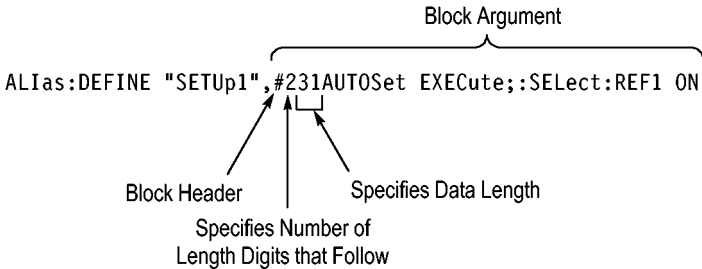 Block Argument
ALIas:DEFINE "SETUp1",#231AUTOSet EXECute;:SELect:REF1 ON
Block Header
Specifies Data Length
Specifies Number of
Length Digits that Follow